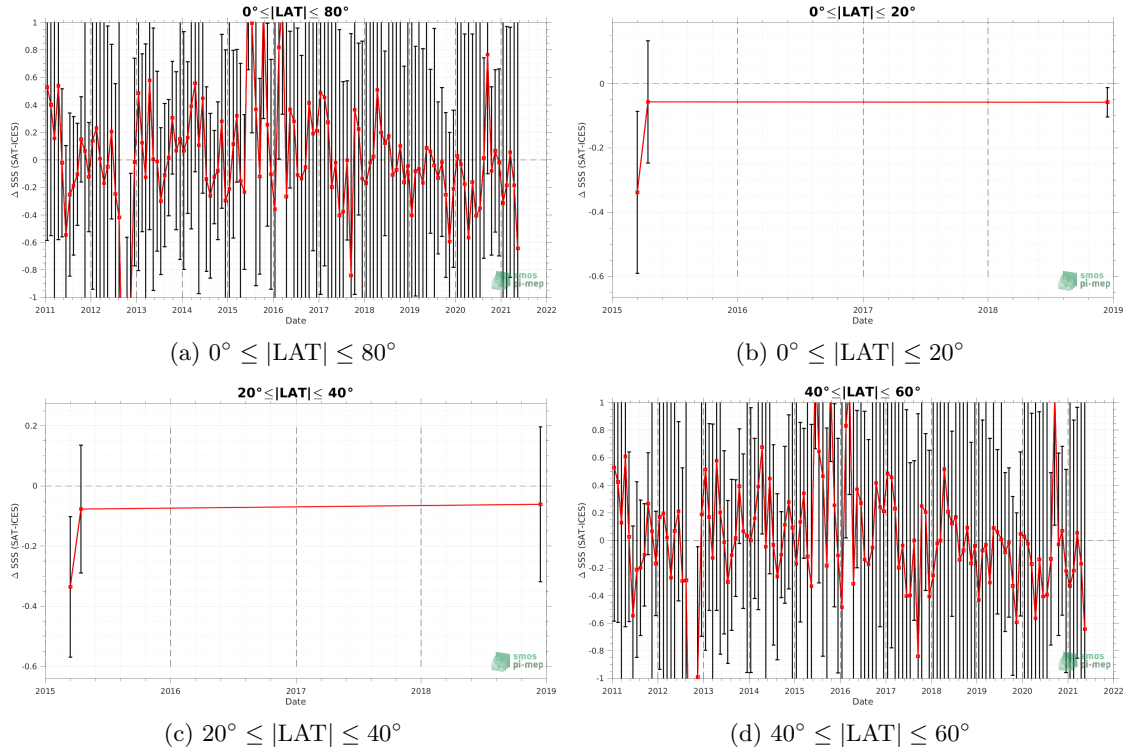 0°≤|LAT|≤ 80°
Δ SSS (SAT-ICES)
1
0.8
0.6
0.4
0.2
0
-0.2
-0.4
-0.6
-0.8
-1
2011 2012 2013 2014 2015 2016 2017 2018 2019 2020 2021 2022
Date
smos
pi-mep
(a) 0° ≤ |LAT| ≤ 80°
0°≤|LAT|≤ 20°
Δ SSS (SAT-ICES)
0
-0.2
-0.4
-0.6
2015 2016 2017 2018 2019
Date
smos
pi-mep
(b) 0° ≤ |LAT| ≤ 20°
20°≤|LAT|≤ 40°
Δ SSS (SAT-ICES)
0.2
0
-0.2
-0.4
-0.6
2015 2016 2017 2018 2019
Date
smos
pi-mep
(c) 20° ≤ |LAT| ≤ 40°
40°≤|LAT|≤ 60°
Δ SSS (SAT-ICES)
1
0.8
0.6
0.4
0.2
0
-0.2
-0.4
-0.6
-0.8
-1
2011 2012 2013 2014 2015 2016 2017 2018 2019 2020 2021 2022
Date
smos
pi-mep
(d) 40° ≤ |LAT| ≤ 60°